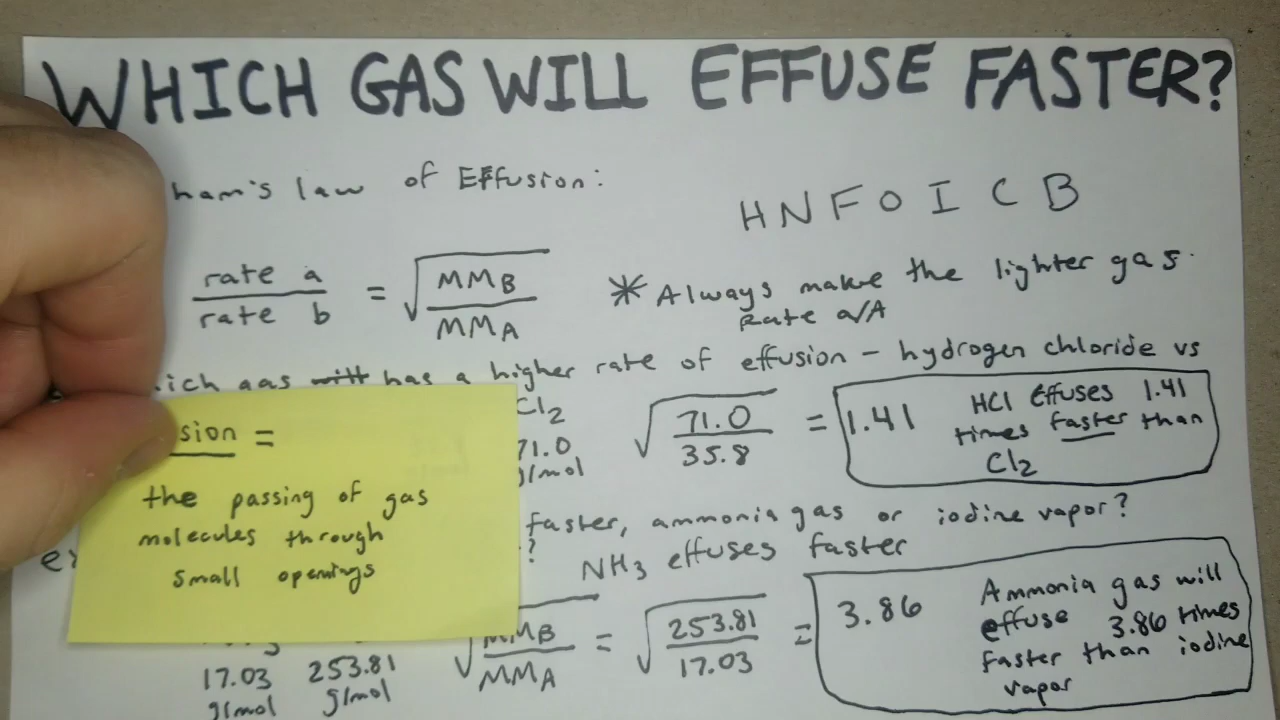 WHICH GAS WILL EFFUSE FASTER?
ham's law of Effusion:
H N F O I C B
rate a / rate b = √ MMB / MMA
* Always make the lighter gas
Rate a/A
ich gas will has a higher rate of effusion - hydrogen chloride vs
Cl2
71.0
g/mol
√ 71.0 / 35.8 = 1.41
HCl Effuses 1.41
times faster than
Cl2
sion =
the passing of gas
molecules through
small openings
faster, ammonia gas or iodine vapor?
ex
?
NH3 effuses faster
17.03 253.81
g/mol g/mol
√ MMB / MMA = √ 253.81 / 17.03 = 3.86
Ammonia gas will
effuse 3.86 times
faster than iodine
vapor